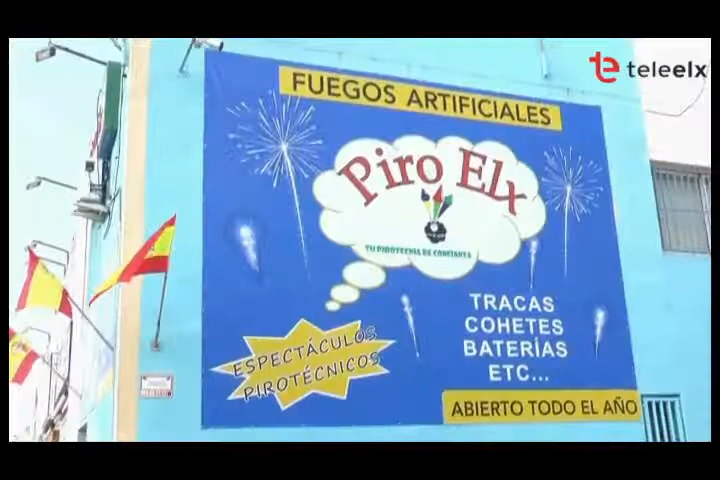 teleelx
FUEGOS ARTIFICIALES
Piro Elx
TU PIROTECNIA DE CONFIANZA
TRACAS
COHETES
BATERÍAS
ETC...
ESPECTÁCULOS
PIROTÉCNICOS
ABIERTO TODO EL AÑO